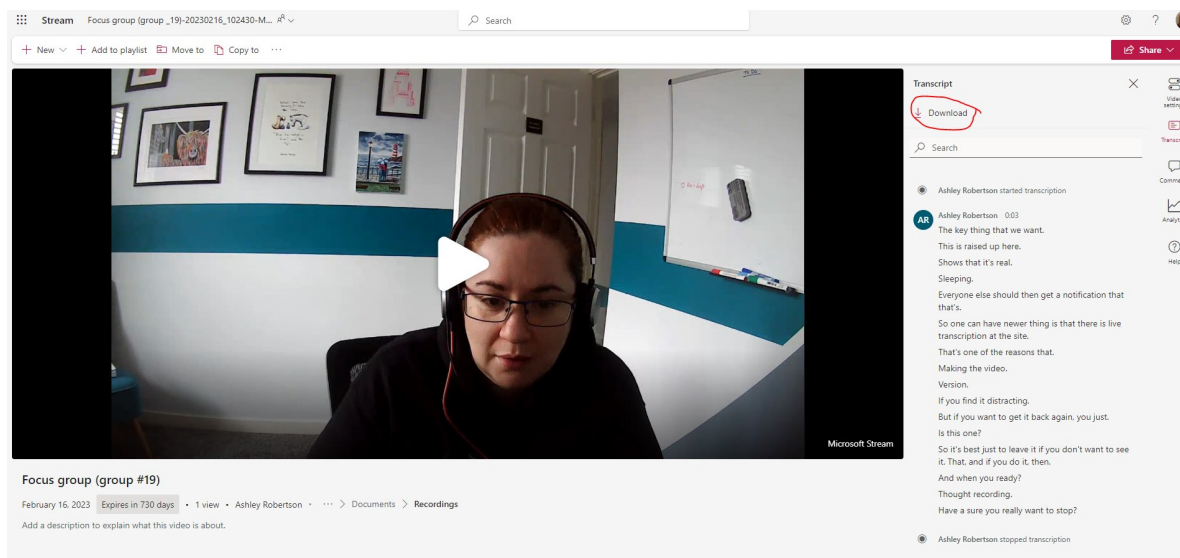 Stream Focus group (group _19)-20230216_102430-M...
Search
?
+ New + Add to playlist Move to Copy to ...
Share
TO DO
Microsoft Stream
Transcript
Download
Search
Ashley Robertson started transcription
AR Ashley Robertson 0:03
The key thing that we want.
This is raised up here.
Shows that it's real.
Sleeping.
Everyone else should then get a notification that
that's.
So one can have newer thing is that there is live
transcription at the site.
That's one of the reasons that.
Making the video.
Version.
If you find it distracting.
But if you want to get it back again, you just.
Is this one?
So it's best just to leave it if you don't want to see
it. That, and if you do it, then.
And when you ready?
Thought recording.
Have a sure you really want to stop?
Ashley Robertson stopped transcription
Video
setting
Transc
Comme
Analyt
Help
Focus group (group #19)
February 16, 2023 Expires in 730 days • 1 view • Ashley Robertson • ... > Documents > Recordings
Add a description to explain what this video is about.